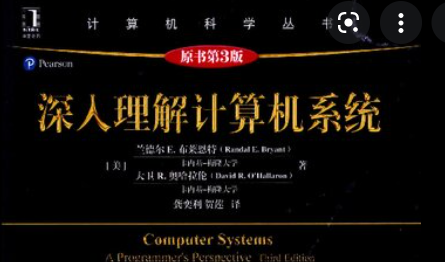 计算机科学丛书
Pearson
原书第3版
深入理解计算机系统
兰德尔 E. 布莱恩特（Randal E. Bryant）
卡内基-梅隆大学
[美] 著
大卫 R. 奥哈拉伦（David R. O'Hallaron）
卡内基-梅隆大学
龚奕利 贺莲 译
Computer Systems
A Programmer's Perspective Third Edition